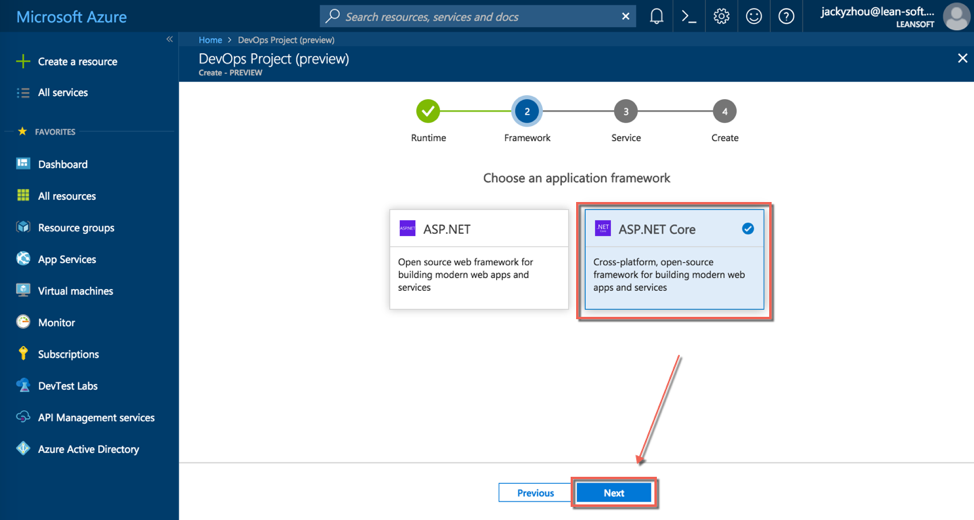 Microsoft Azure
Search resources, services and docs
jackyzhou@lean-soft....
LEANSOFT
Create a resource
All services
FAVORITES
Dashboard
All resources
Resource groups
App Services
Virtual machines
Monitor
Subscriptions
DevTest Labs
API Management services
Azure Active Directory
Home > DevOps Project (preview)
DevOps Project (preview)
Create - PREVIEW
2
3
4
Runtime
Framework
Service
Create
Choose an application framework
ASP.NET
Open source web framework for
building modern web apps and
services
.NET
ASP.NET Core
Cross-platform, open-source
framework for building modern web
apps and services
Previous
Next